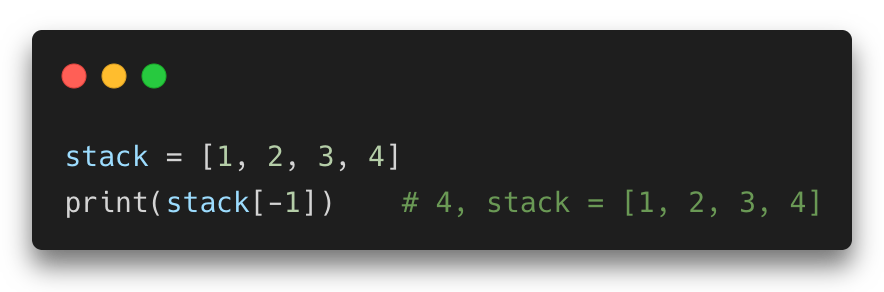 stack = [1, 2, 3, 4]
print(stack[-1])    # 4, stack = [1, 2, 3, 4]